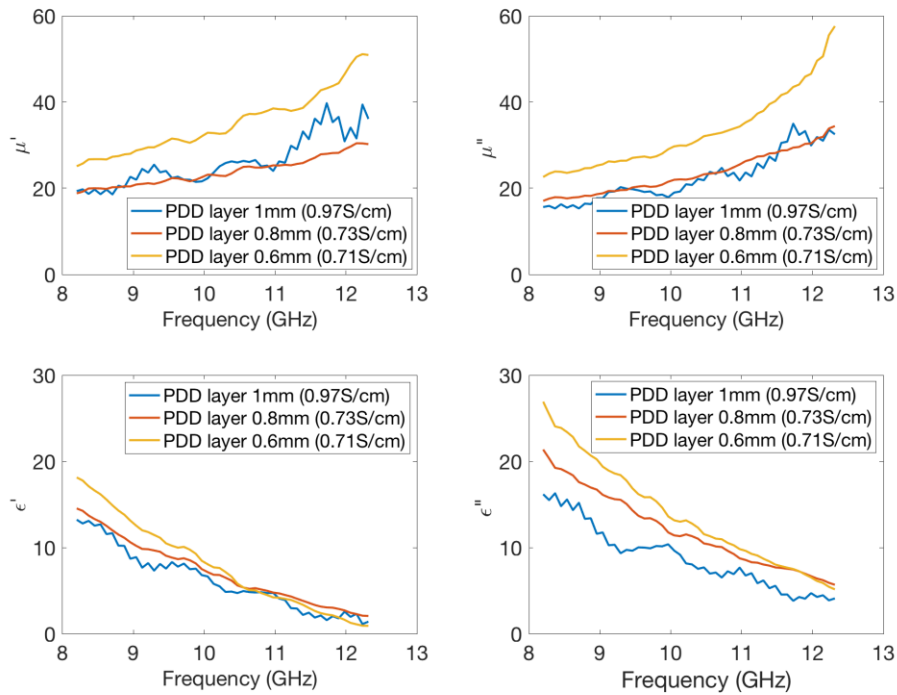 60
40
20
0
μ'
PDD layer 1mm (0.97S/cm)
PDD layer 0.8mm (0.73S/cm)
PDD layer 0.6mm (0.71S/cm)
8 9 10 11 12 13
Frequency (GHz)
60
40
20
0
μ"
PDD layer 1mm (0.97S/cm)
PDD layer 0.8mm (0.73S/cm)
PDD layer 0.6mm (0.71S/cm)
8 9 10 11 12 13
Frequency (GHz)
30
20
10
0
ϵ'
PDD layer 1mm (0.97S/cm)
PDD layer 0.8mm (0.73S/cm)
PDD layer 0.6mm (0.71S/cm)
8 9 10 11 12 13
Frequency (GHz)
30
20
10
0
ϵ"
PDD layer 1mm (0.97S/cm)
PDD layer 0.8mm (0.73S/cm)
PDD layer 0.6mm (0.71S/cm)
8 9 10 11 12 13
Frequency (GHz)